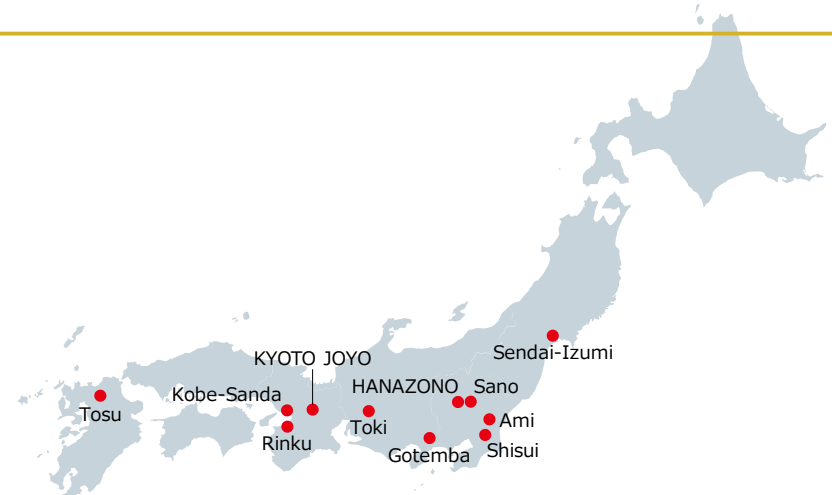 Sendai-Izumi
KYOTO JOYO
HANAZONO
Sano
Kobe-Sanda
Tosu
Toki
Ami
Rinku
Gotemba
Shisui